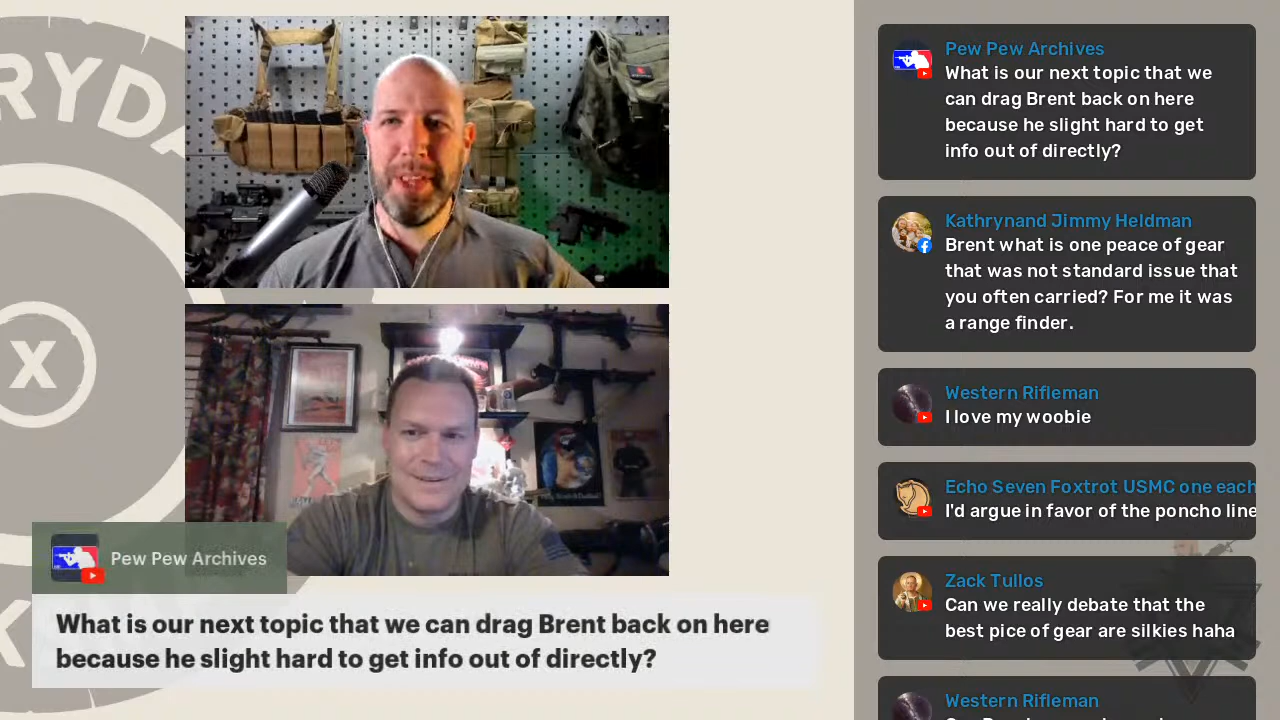 RYDA
X
Pew Pew Archives
What is our next topic that we can drag Brent back on here
because he slight hard to get info out of directly?
Pew Pew Archives
What is our next topic that we
can drag Brent back on here
because he slight hard to get
info out of directly?
Kathrynand Jimmy Heldman
Brent what is one peace of gear
that was not standard issue that
you often carried? For me it was
a range finder.
Western Rifleman
I love my woobie
Echo Seven Foxtrot USMC one each
I'd argue in favor of the poncho line
Zack Tullos
Can we really debate that the
best pice of gear are silkies haha
Western Rifleman